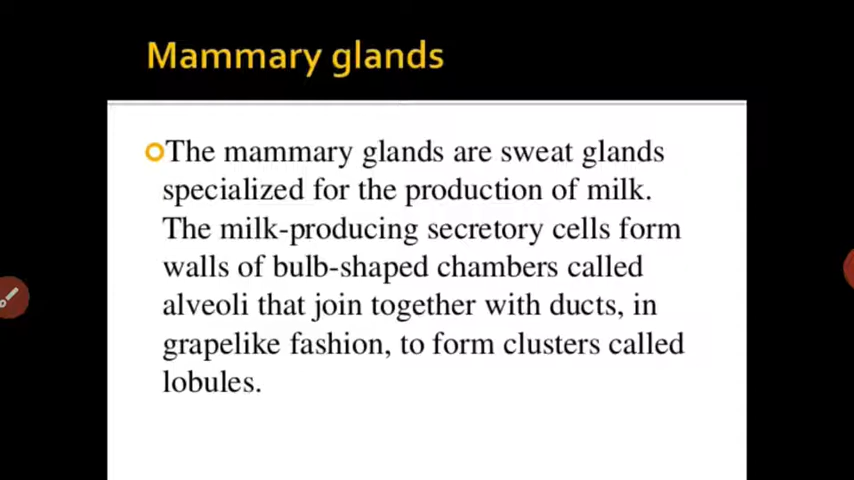 Mammary glands
The mammary glands are sweat glands
specialized for the production of milk.
The milk-producing secretory cells form
walls of bulb-shaped chambers called
alveoli that join together with ducts, in
grapelike fashion, to form clusters called
lobules.